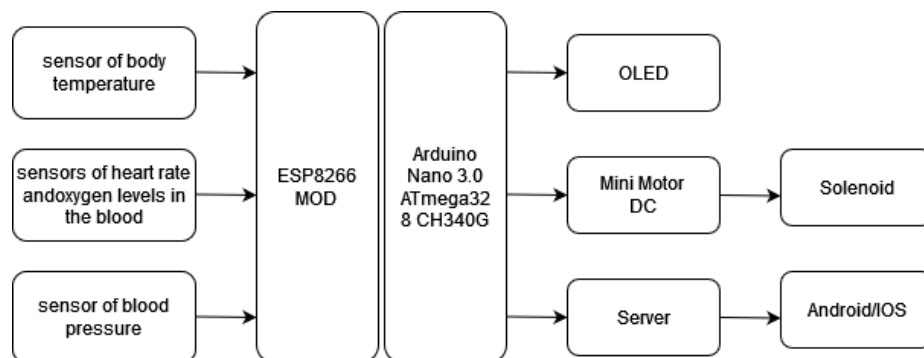 sensor of body
temperature
sensors of heart rate
andoxygen levels in
the blood
sensor of blood
pressure
ESP8266
MOD
Arduino
Nano 3.0
ATmega32
8 CH340G
OLED
Mini Motor
DC
Solenoid
Server
Android/IOS